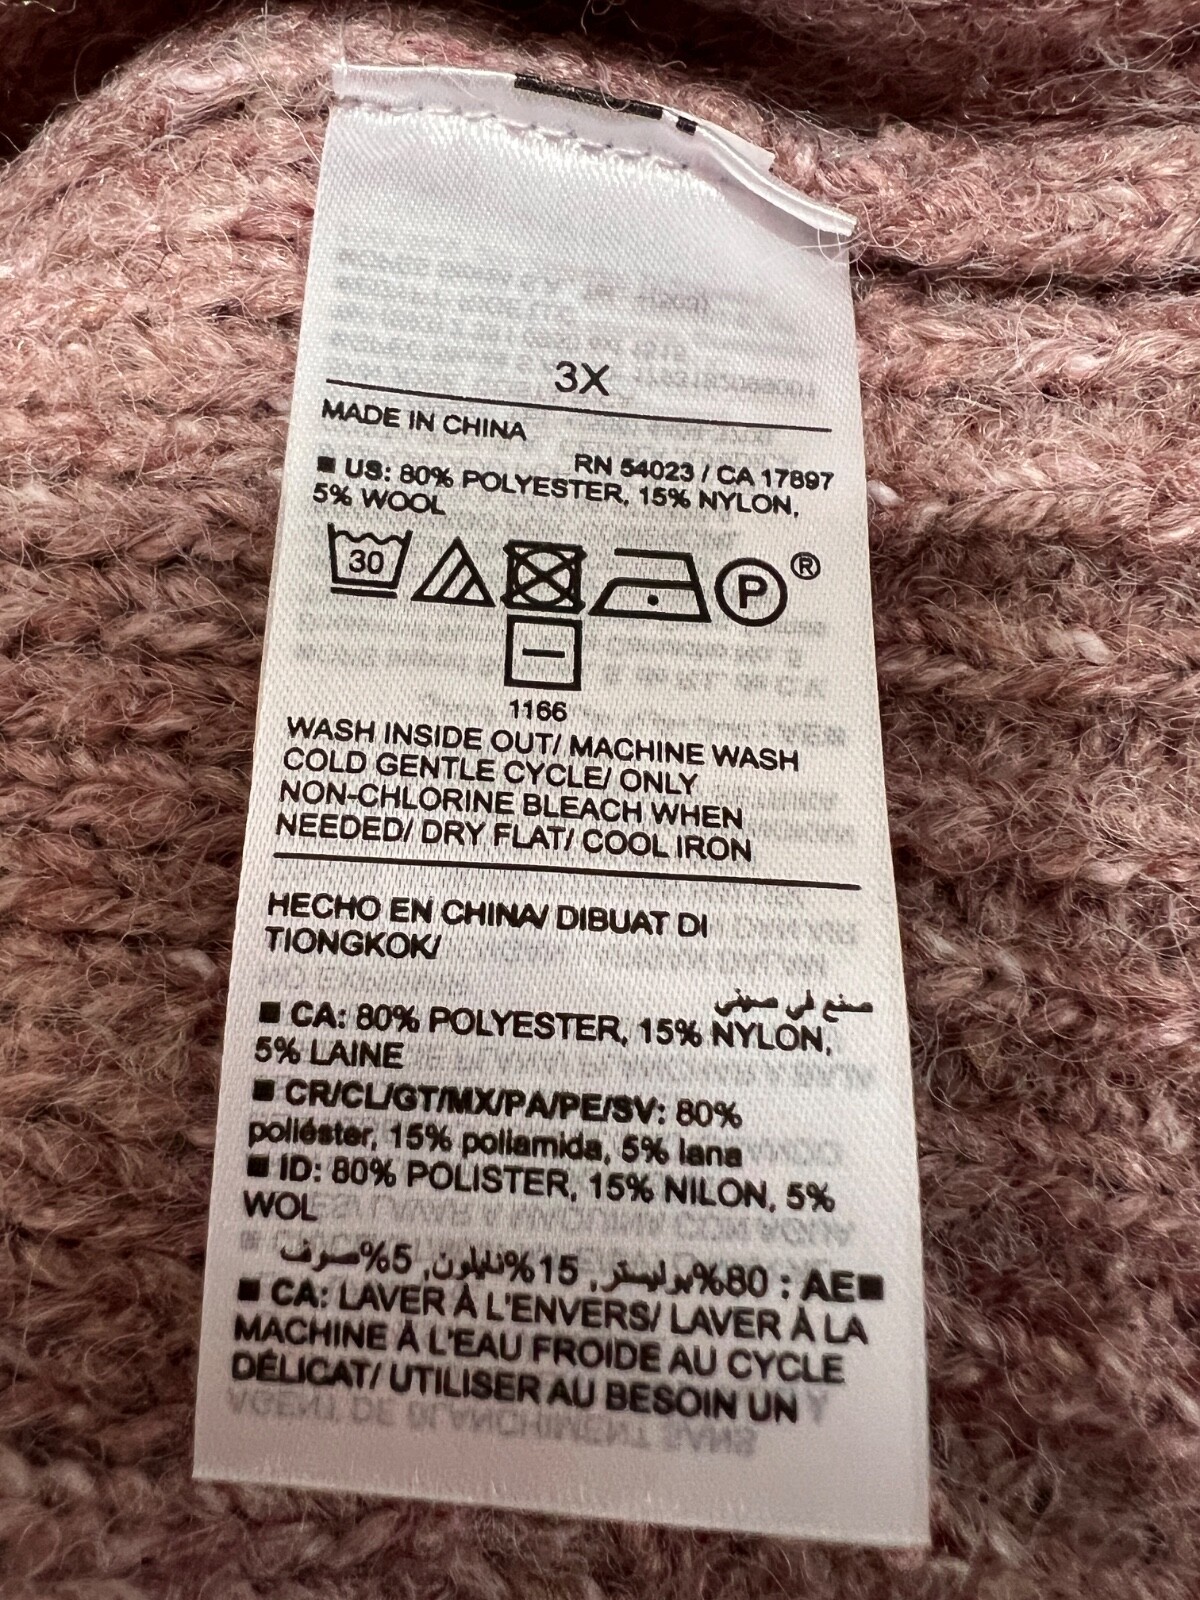 3X
MADE IN CHINA
RN 54023 / CA 17897
■ US: 80% POLYESTER, 15% NYLON,
5% WOOL
30
P ®
1166
WASH INSIDE OUT/ MACHINE WASH
COLD GENTLE CYCLE/ ONLY
NON-CHLORINE BLEACH WHEN
NEEDED/ DRY FLAT/ COOL IRON
HECHO EN CHINA/ DIBUAT DI
TIONGKOK/
صنع في صيني
■ CA: 80% POLYESTER, 15% NYLON,
5% LAINE
■ CR/CL/GT/MX/PA/PE/SV: 80%
poliéster, 15% poliamida, 5% lana
■ ID: 80% POLISTER, 15% NILON, 5%
WOL
■AE : 80%بوليستر, 15%نايلون, 5%صوف
■ CA: LAVER À L'ENVERS/ LAVER À LA
MACHINE À L'EAU FROIDE AU CYCLE
DÉLICAT/ UTILISER AU BESOIN UN